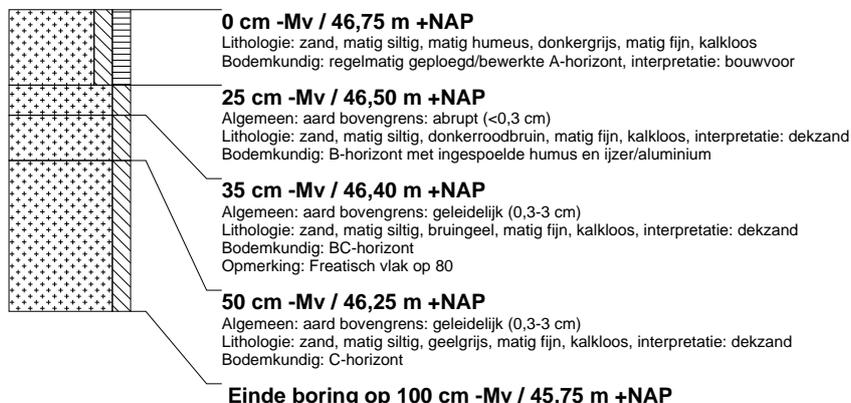 0 cm -Mv / 46,75 m +NAP
Lithologie: zand, matig siltig, matig humeus, donkergrijs, matig fijn, kalkloos
Bodemkundig: regelmatig geploegd/bewerkte A-horizont, interpretatie: bouwvoor
25 cm -Mv / 46,50 m +NAP
Algemeen: aard bovengrens: abrupt (<0,3 cm)
Lithologie: zand, matig siltig, donkerroodbruin, matig fijn, kalkloos, interpretatie: dekzand
Bodemkundig: B-horizont met ingespoelde humus en ijzer/aluminium
35 cm -Mv / 46,40 m +NAP
Algemeen: aard bovengrens: geleidelijk (0,3-3 cm)
Lithologie: zand, matig siltig, bruingeel, matig fijn, kalkloos, interpretatie: dekzand
Bodemkundig: BC-horizont
Opmerking: Freatisch vlak op 80
50 cm -Mv / 46,25 m +NAP
Algemeen: aard bovengrens: geleidelijk (0,3-3 cm)
Lithologie: zand, matig siltig, geelgrijs, matig fijn, kalkloos, interpretatie: dekzand
Bodemkundig: C-horizont
Einde boring op 100 cm -Mv / 45,75 m +NAP